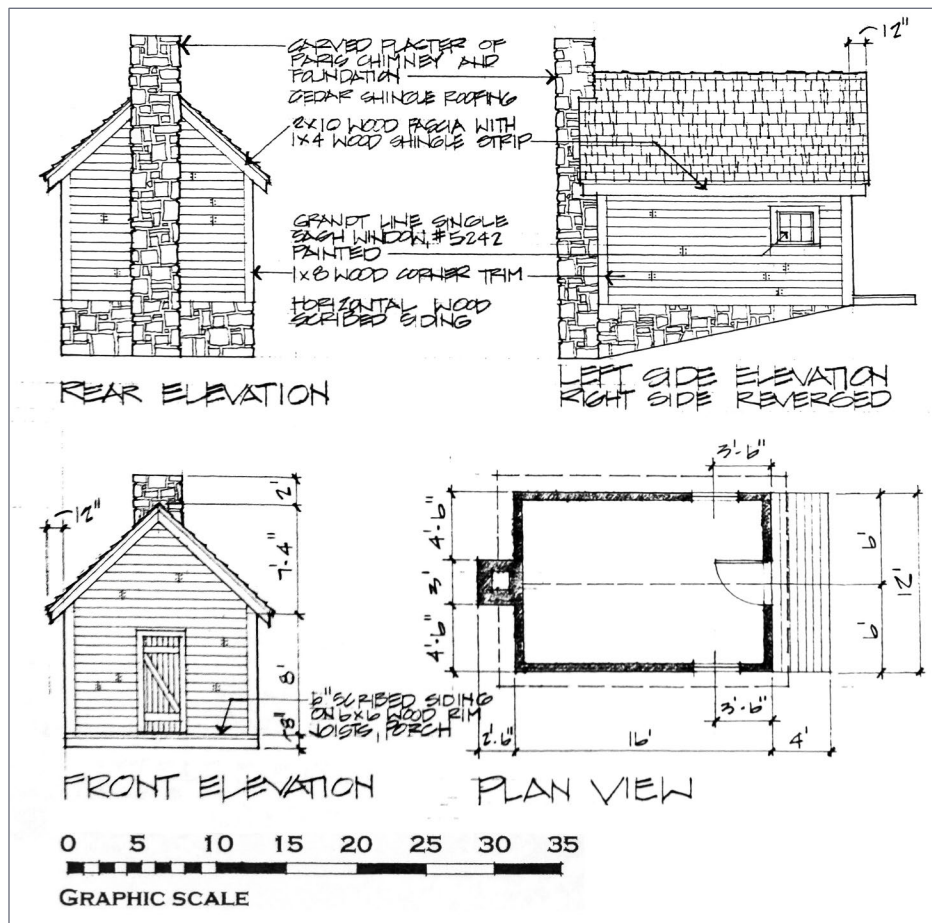 12"
CARVED PLASTER OF
PARIS CHIMNEY AND
FOUNDATION
CEDAR SHINGLE ROOFING
2X10 WOOD FASCIA WITH
1X4 WOOD SHINGLE STRIP
GRANDT LINE SINGLE
SASH WINDOW, #5242
PAINTED
1X8 WOOD CORNER TRIM
HORIZONTAL WOOD
SCRIBED SIDING
REAR ELEVATION
LEFT SIDE ELEVATION
RIGHT SIDE REVERSED
12"
2'
7'-4"
8'
6" SCRIBED SIDING
ON 6X6 WOOD RIM
JOISTS, PORCH
FRONT ELEVATION
3'-6"
4'-6"
3'
4'-6"
6'
6'
12'
3'-6"
2'-6"
16'
4'
PLAN VIEW
0 5 10 15 20 25 30 35
GRAPHIC SCALE